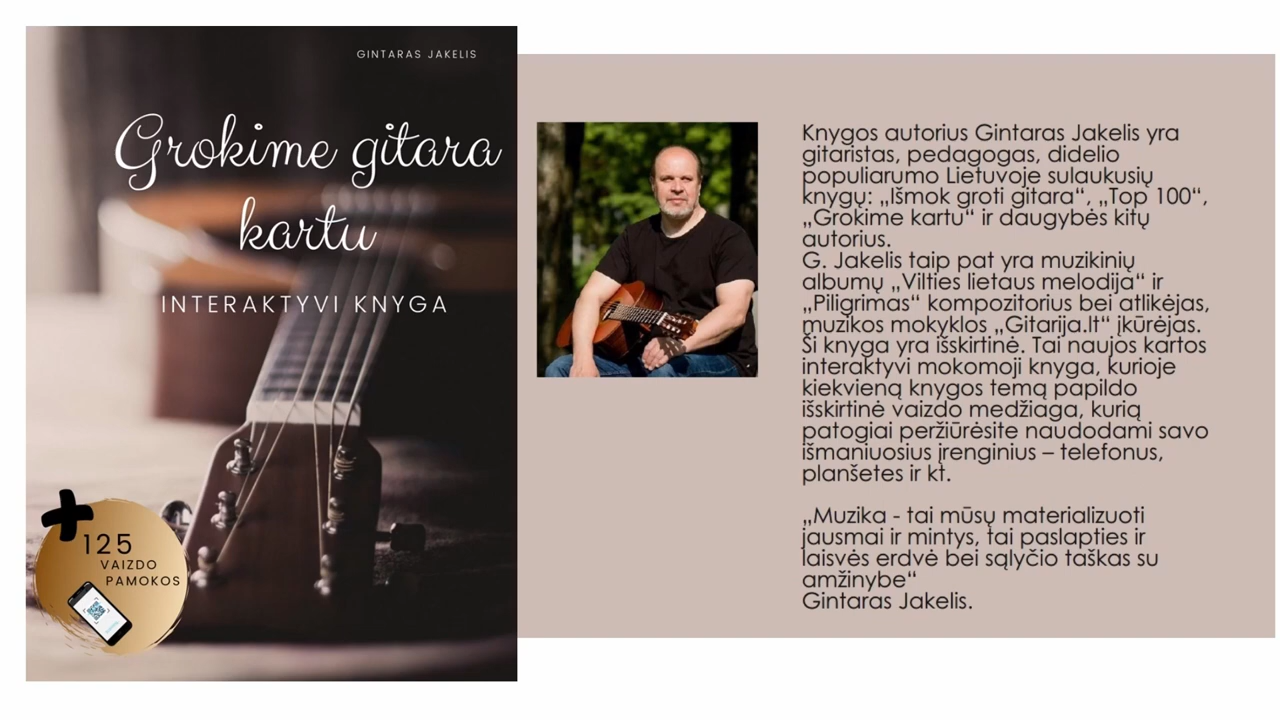 GINTARAS JAKELIS
Grokime gitara
kartu
INTERAKTYVI KNYGA
125
VAIZDO
PAMOKOS
Knygos autorius Gintaras Jakelis yra
gitaristas, pedagogas, didelio
populiarumo Lietuvoje sulaukusių
knygų: „Išmok groti gitara“, „Top 100“,
„Grokime kartu“ ir daugybės kitų
autorius.
G. Jakelis taip pat yra muzikinių
albumų „Vilties lietaus melodija“ ir
„Piligrimas“ kompozitorius bei atlikėjas,
muzikos mokyklos „Gitarija.lt“ įkūrėjas.
Ši knyga yra išskirtinė. Tai naujos kartos
interaktyvi mokomoji knyga, kurioje
kiekvieną knygos temą papildo
išskirtinė vaizdo medžiaga, kurią
patogiai peržiūrėsite naudodami savo
išmaniuosius įrenginius – telefonus,
planšetes ir kt.
„Muzika - tai mūsų materializuoti
jausmai ir mintys, tai paslapties ir
laisvės erdvė bei sąlyčio taškas su
amžinybe“
Gintaras Jakelis.